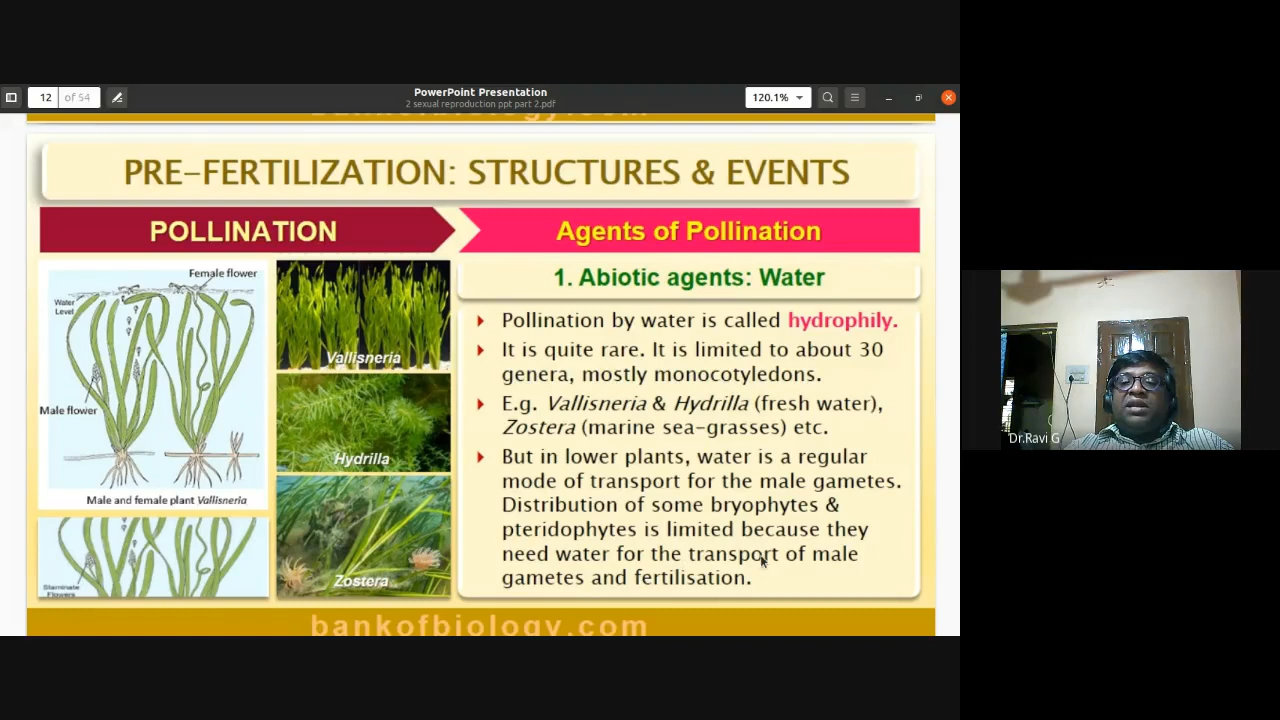 12 of 54
PowerPoint Presentation
2 sexual reproduction ppt part 2.pdf
120.1%
bankofbiology.com
PRE-FERTILIZATION: STRUCTURES & EVENTS
POLLINATION
Agents of Pollination
Female flower
Water
Level
Male flower
Male and female plant Vallisneria
Staminate
Flowers
Vallisneria
Hydrilla
Zostera
1. Abiotic agents: Water
Pollination by water is called hydrophily.
It is quite rare. It is limited to about 30
genera, mostly monocotyledons.
E.g. Vallisneria & Hydrilla (fresh water),
Zostera (marine sea-grasses) etc.
But in lower plants, water is a regular
mode of transport for the male gametes.
Distribution of some bryophytes &
pteridophytes is limited because they
need water for the transport of male
gametes and fertilisation.
bankofbiology.com
Dr.Ravi G